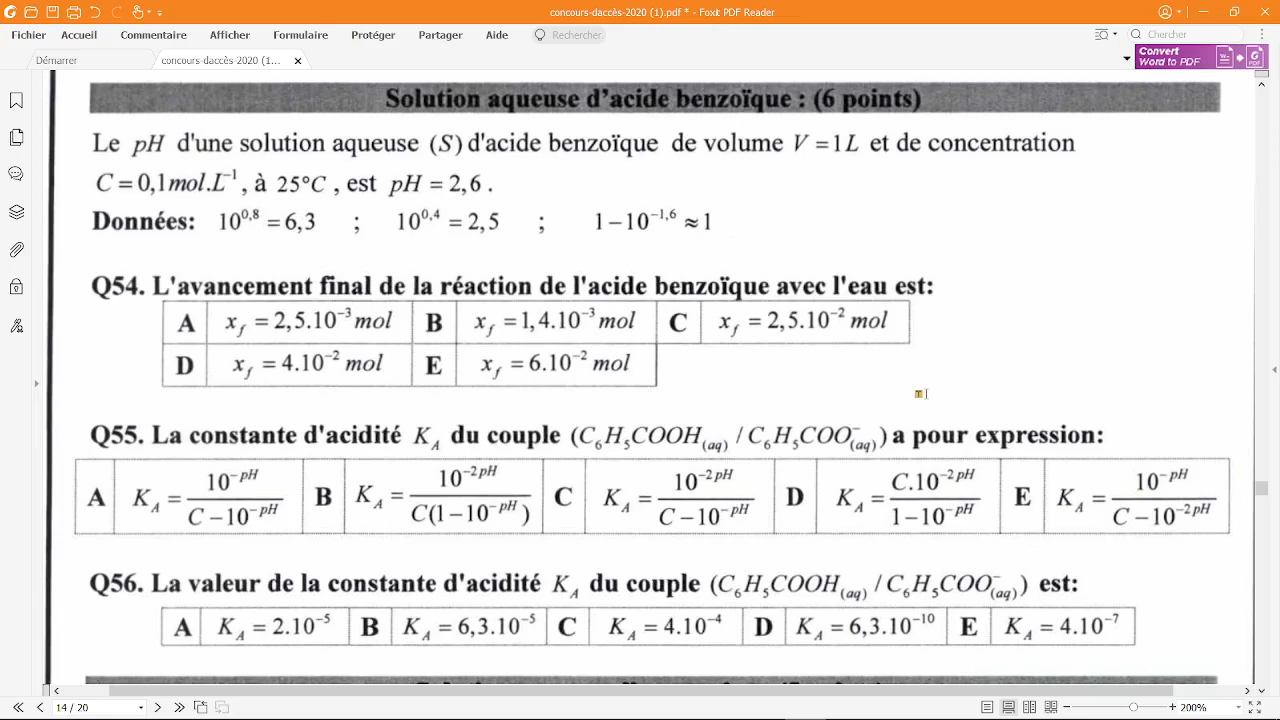 concours-daccès-2020 (1).pdf * - Foxit PDF Reader
Fichier Accueil Commentaire Afficher Formulaire Protéger Partager Aide Rechercher Chercher
Démarrer concours-daccès-2020 (1... Convert Word to PDF
Solution aqueuse d'acide benzoïque : (6 points)
Le pH d'une solution aqueuse (S) d'acide benzoïque de volume V = 1L et de concentration
C = 0,1mol.L⁻¹, à 25°C, est pH = 2,6.
Données: 10^{0,8} = 6,3 ; 10^{0,4} = 2,5 ; 1−10^{−1,6} ≈ 1
Q54. L'avancement final de la réaction de l'acide benzoïque avec l'eau est:
A x_f = 2,5.10⁻³ mol B x_f = 1,4.10⁻³ mol C x_f = 2,5.10⁻² mol
D x_f = 4.10⁻² mol E x_f = 6.10⁻² mol
Q55. La constante d'acidité K_A du couple (C₆H₅COOH_(aq) / C₆H₅COO⁻_(aq)) a pour expression:
A K_A = 10^{−pH} / (C−10^{−pH}) B K_A = 10^{−2pH} / (C(1−10^{−pH})) C K_A = 10^{−2pH} / (C−10^{−pH}) D K_A = C.10^{−2pH} / (1−10^{−pH}) E K_A = 10^{−pH} / (C−10^{−2pH})
Q56. La valeur de la constante d'acidité K_A du couple (C₆H₅COOH_(aq) / C₆H₅COO⁻_(aq)) est:
A K_A = 2.10⁻⁵ B K_A = 6,3.10⁻⁵ C K_A = 4.10⁻⁴ D K_A = 6,3.10⁻¹⁰ E K_A = 4.10⁻⁷
14 / 20 200%